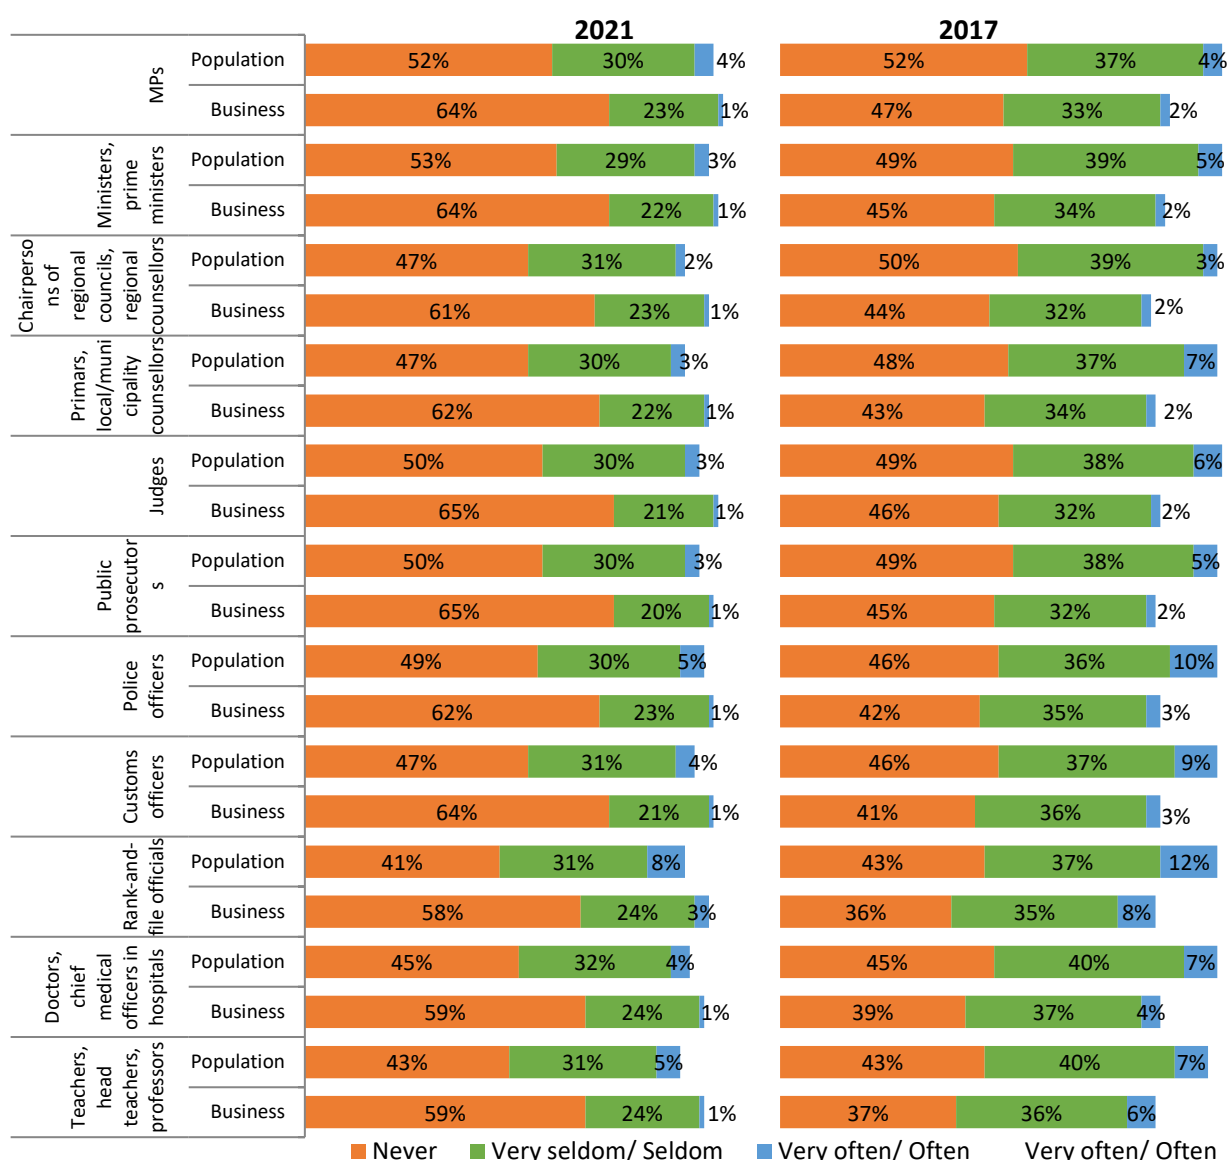 2021 2017
MPs
Population 52% 30% 4% 52% 37% 4%
Business 64% 23% 1% 47% 33% 2%
Ministers,
prime
ministers
Population 53% 29% 3% 49% 39% 5%
Business 64% 22% 1% 45% 34% 2%
Chairperso
ns of
regional
councils,
regional
counsellors
Population 47% 31% 2% 50% 39% 3%
Business 61% 23% 1% 44% 32% 2%
Primars,
local/muni
cipality
counsellors
Population 47% 30% 3% 48% 37% 7%
Business 62% 22% 1% 43% 34% 2%
Judges
Population 50% 30% 3% 49% 38% 6%
Business 65% 21% 1% 46% 32% 2%
Public
prosecutor
s
Population 50% 30% 3% 49% 38% 5%
Business 65% 20% 1% 45% 32% 2%
Police
officers
Population 49% 30% 5% 46% 36% 10%
Business 62% 23% 1% 42% 35% 3%
Customs
officers
Population 47% 31% 4% 46% 37% 9%
Business 64% 21% 1% 41% 36% 3%
Rank-and-
file officials
Population 41% 31% 8% 43% 37% 12%
Business 58% 24% 3% 36% 35% 8%
Doctors,
chief
medical
officers in
hospitals
Population 45% 32% 4% 45% 40% 7%
Business 59% 24% 1% 39% 37% 4%
Teachers,
head
teachers,
professors
Population 43% 31% 5% 43% 40% 7%
Business 59% 24% 1% 37% 36% 6%
Never Very seldom/ Seldom Very often/ Often Very often/ Often